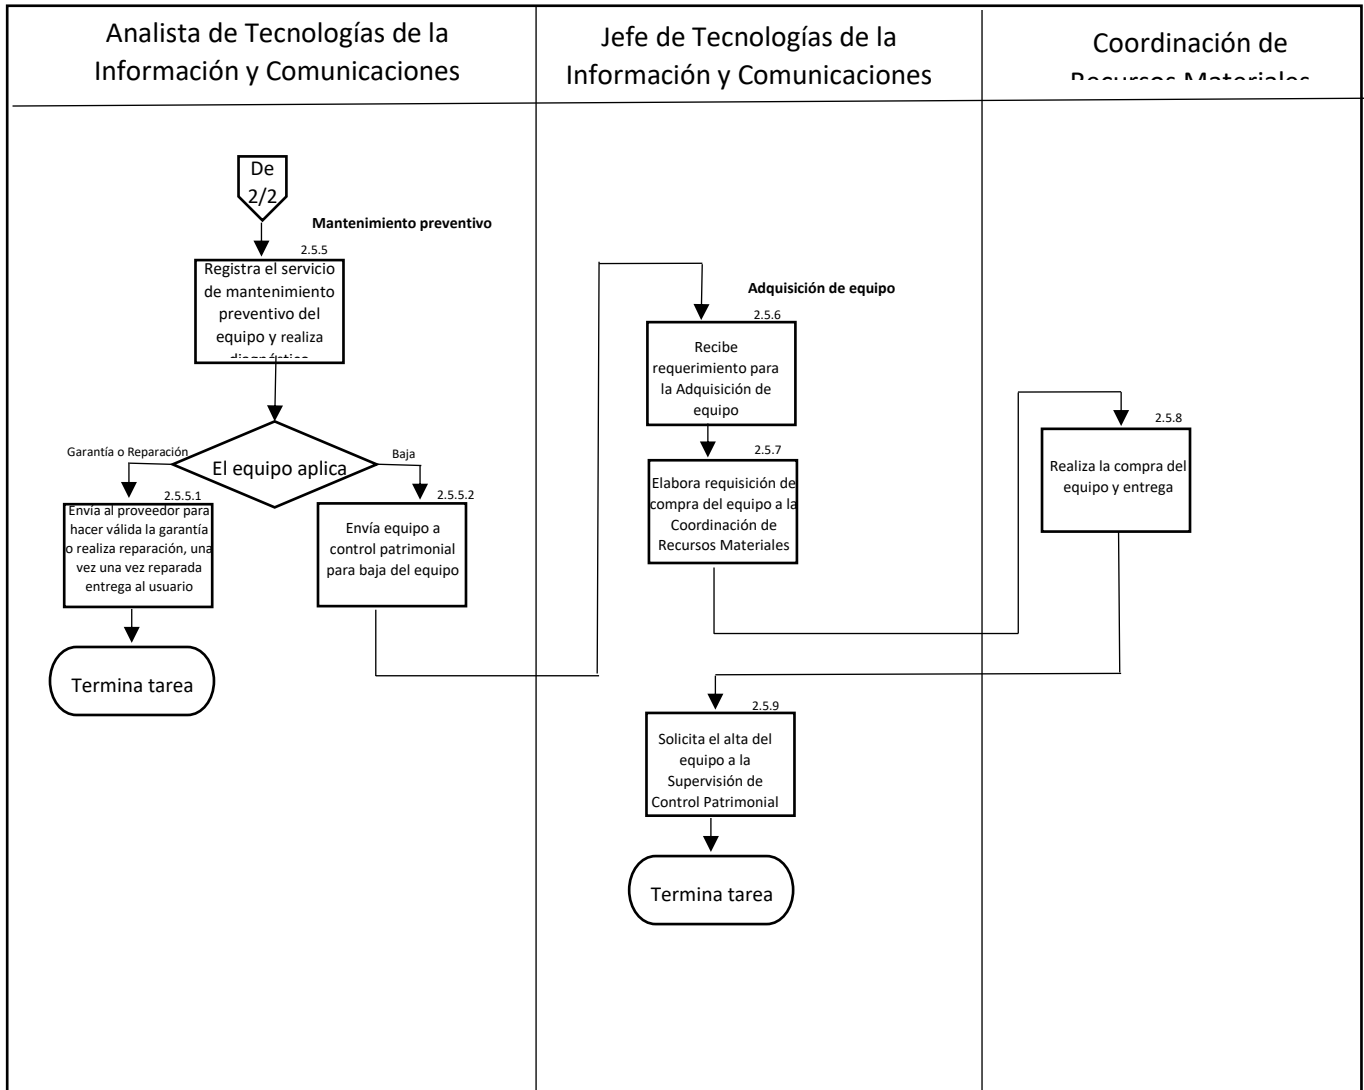 Analista de Tecnologías de la
Información y Comunicaciones
Jefe de Tecnologías de la
Información y Comunicaciones
Coordinación de
Recursos Materiales
De
2/2
Mantenimiento preventivo
2.5.5
Registra el servicio
de mantenimiento
preventivo del
equipo y realiza
diagnóstico
El equipo aplica
Garantía o Reparación
Baja
2.5.5.1
Envía al proveedor para
hacer válida la garantía
o realiza reparación, una
vez una vez reparada
entrega al usuario
2.5.5.2
Envía equipo a
control patrimonial
para baja del equipo
Termina tarea
Adquisición de equipo
2.5.6
Recibe
requerimiento para
la Adquisición de
equipo
2.5.7
Elabora requisición de
compra del equipo a la
Coordinación de
Recursos Materiales
2.5.8
Realiza la compra del
equipo y entrega
2.5.9
Solicita el alta del
equipo a la
Supervisión de
Control Patrimonial
Termina tarea